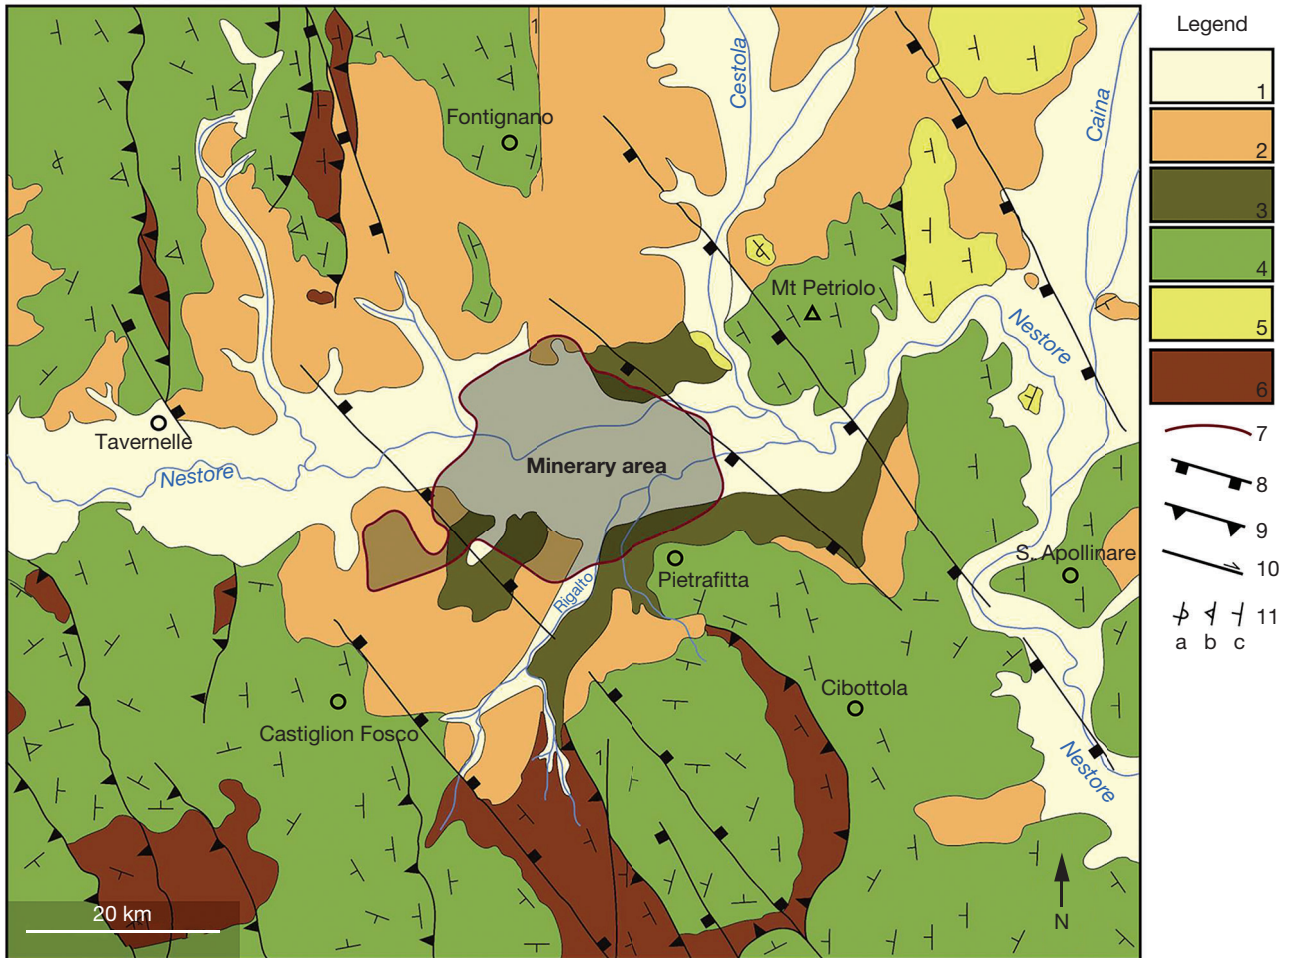 Legend
Cestola
Caina
1
Fontignano
2
3
Mt Petriolo
4
Nestore
5
6
Tavernelle
7
Minerary area
Nestore
8
9
S. Apollinare
10
Pietrafitta
Rigalto
11
a b c
Cibottola
Castiglion Fosco
Nestore
20 km
N